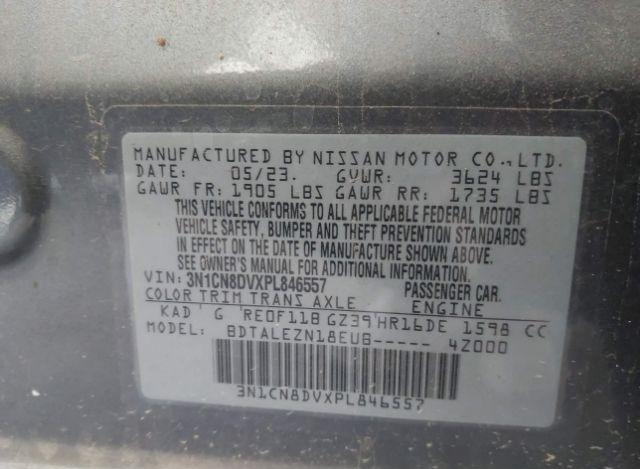 MANUFACTURED BY NISSAN MOTOR CO., LTD.
DATE: 05/23. GVWR: 3624 LBS
GAWR FR: 1905 LBS GAWR RR: 1735 LBS
THIS VEHICLE CONFORMS TO ALL APPLICABLE FEDERAL MOTOR
VEHICLE SAFETY, BUMPER AND THEFT PREVENTION STANDARDS
IN EFFECT ON THE DATE OF MANUFACTURE SHOWN ABOVE.
SEE OWNER'S MANUAL FOR ADDITIONAL INFORMATION.
VIN: 3N1CN8DVXPL846557 PASSENGER CAR.
COLOR TRIM TRANS AXLE ENGINE
KAD G RE0F11B GZ39 HR16DE 1598 CC
MODEL: BDTALEZN18EUB----- 4Z000
3N1CN8DVXPL846557